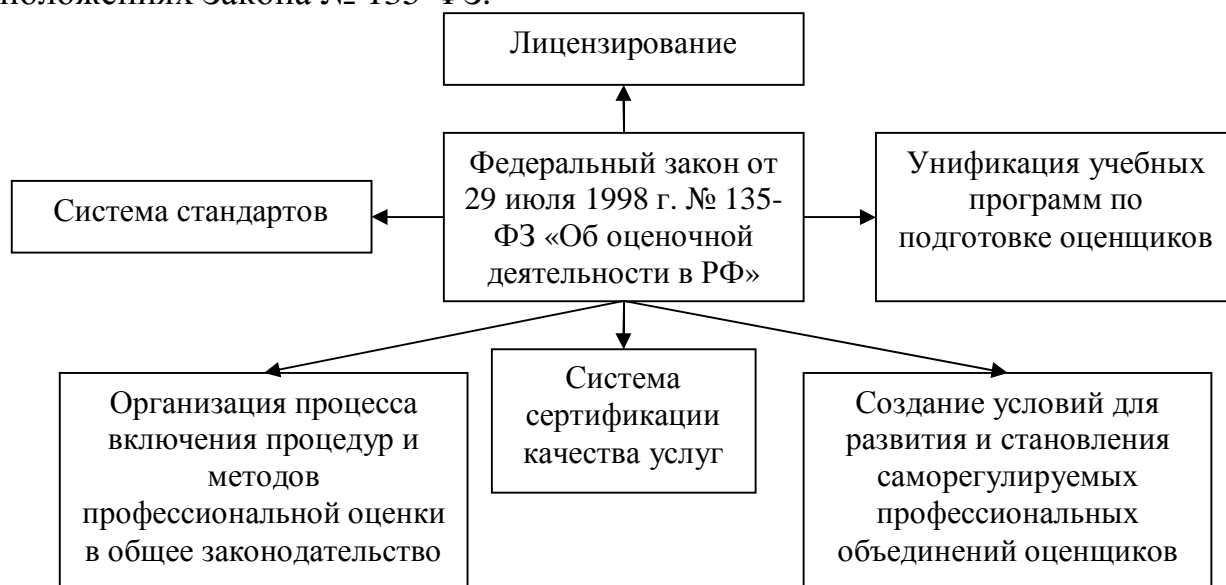 положениях Закона № 135-ФЗ.
Лицензирование
Федеральный закон от
29 июля 1998 г. № 135-
ФЗ «Об оценочной
деятельности в РФ»
Система стандартов
Унификация учебных
программ по
подготовке оценщиков
Организация процесса
включения процедур и
методов
профессиональной оценки
в общее законодательство
Система
сертификации
качества услуг
Создание условий для
развития и становления
саморегулируемых
профессиональных
объединений оценщиков